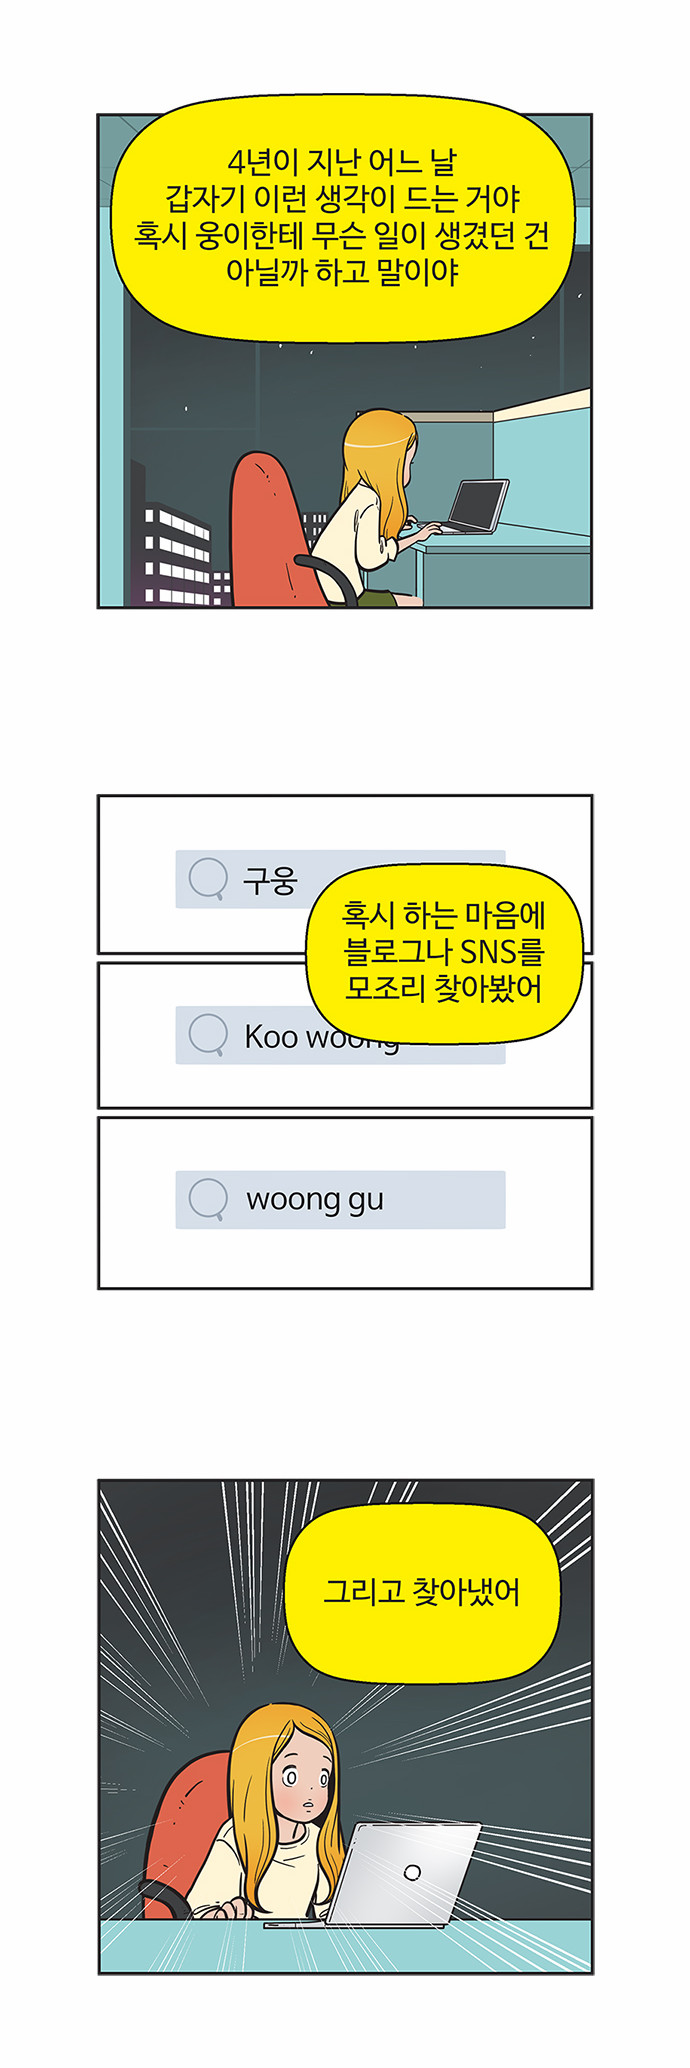 4년이 지난 어느 날
갑자기 이런 생각이 드는 거야
혹시 웅이한테 무슨 일이 생겼던 건
아닐까 하고 말이야
구웅
혹시 하는 마음에
블로그나 SNS를
모조리 찾아봤어
Koo woong
woong gu
그리고 찾아냈어